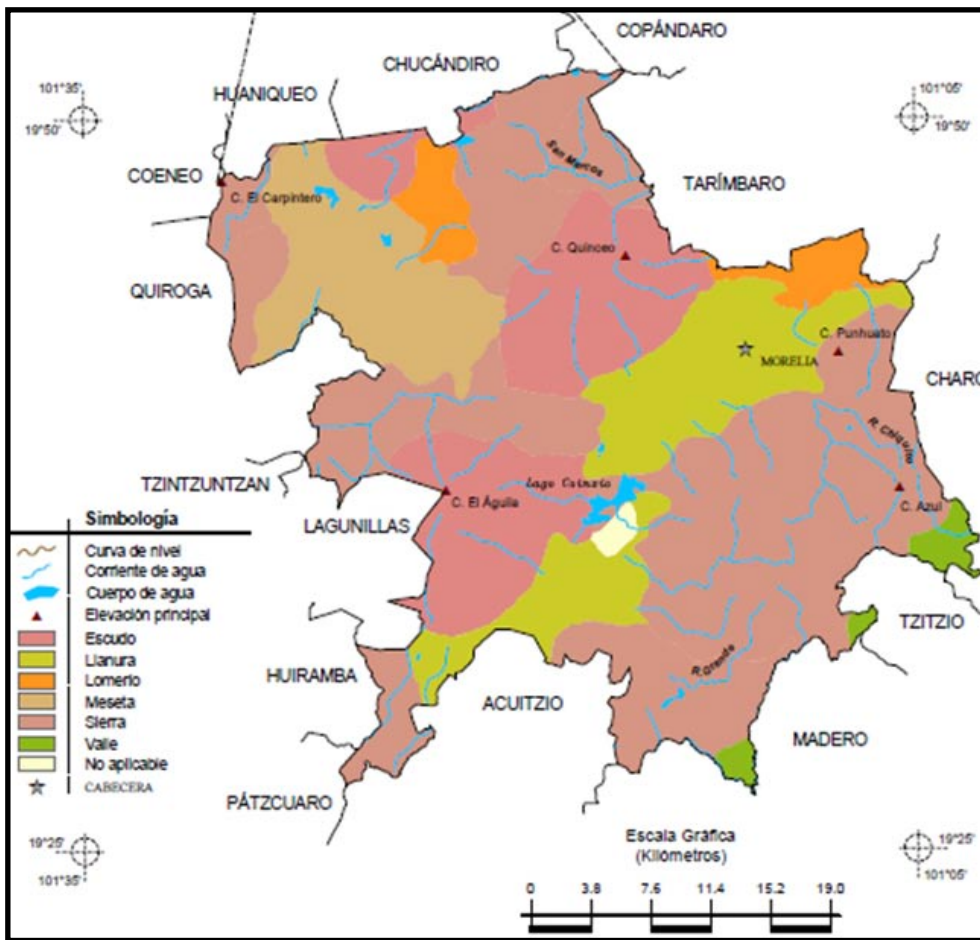 COPÁNDARO
CHUCÁNDIRO
101°35'
HUANIQUEO
101°05'
19°50'
19°50'
San Marcos
COENEO
TARÍMBARO
C. El Carpintero
C. Quinceo
QUIROGA
C. Punhuato
MORELIA
CHARO
R. Chiquito
TZINTZUNTZAN
Lago Cuinzio
C. El Águila
C. Azul
LAGUNILLAS
Simbología
Curva de nivel
Corriente de agua
Cuerpo de agua
Elevación principal
Escudo
Llanura
Lomerío
Meseta
Sierra
Valle
No aplicable
CABECERA
TZITZIO
HUIRAMBA
R. Grande
ACUITZIO
MADERO
PÁTZCUARO
19°25'
101°35'
Escala Gráfica
(Kilómetros)
19°25'
101°05'
0 3.8 7.6 11.4 15.2 19.0